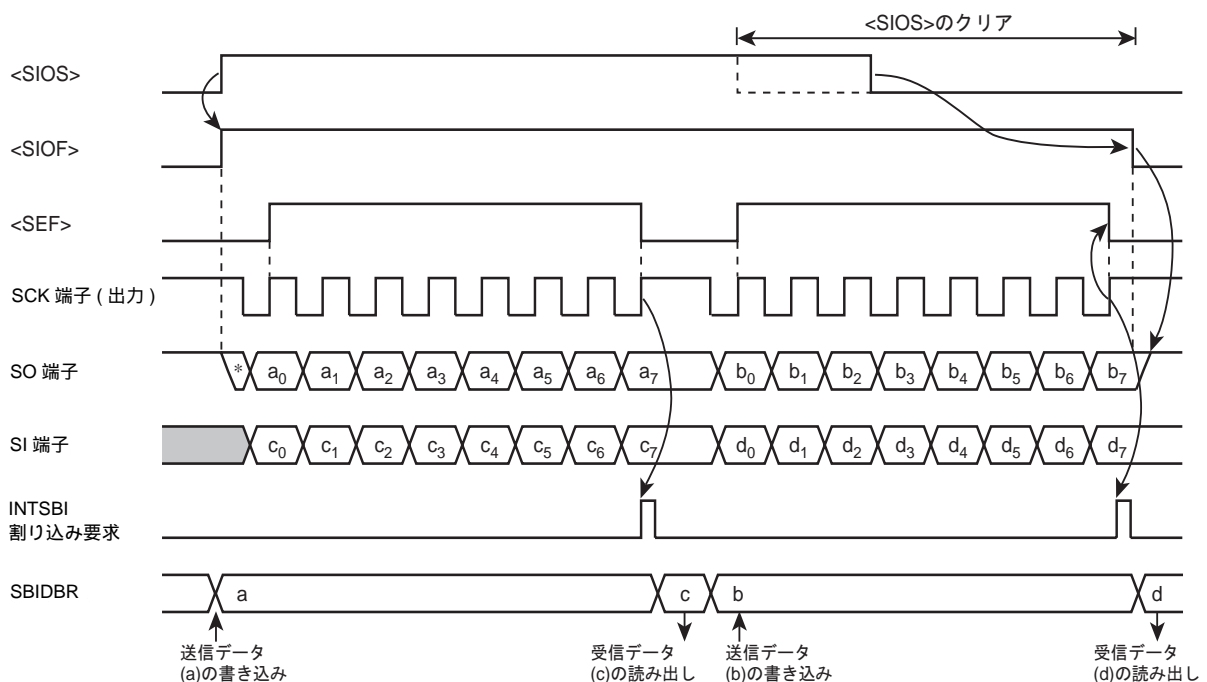 <SIOS>のクリア
<SIOS>
<SIOF>
<SEF>
SCK 端子 ( 出力 )
SO 端子
* a0 a1 a2 a3 a4 a5 a6 a7 b0 b1 b2 b3 b4 b5 b6 b7
SI 端子
c0 c1 c2 c3 c4 c5 c6 c7 d0 d1 d2 d3 d4 d5 d6 d7
INTSBI
割り込み要求
SBIDBR
a c b d
送信データ
(a)の書き込み
受信データ
(c)の読み出し
送信データ
(b)の書き込み
受信データ
(d)の読み出し